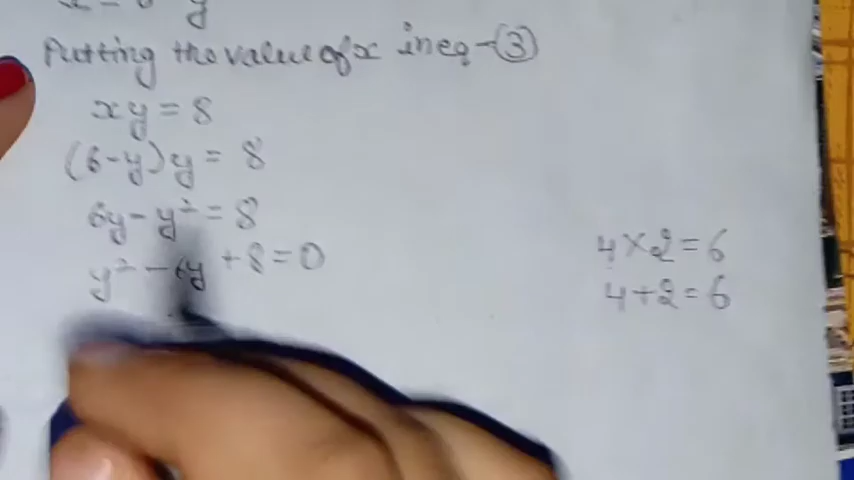 Putting the value of x in eq-③
xy = 8
(6-y)y = 8
6y - y² = 8
y² - 6y + 8 = 0
4×2=6
4+2=6